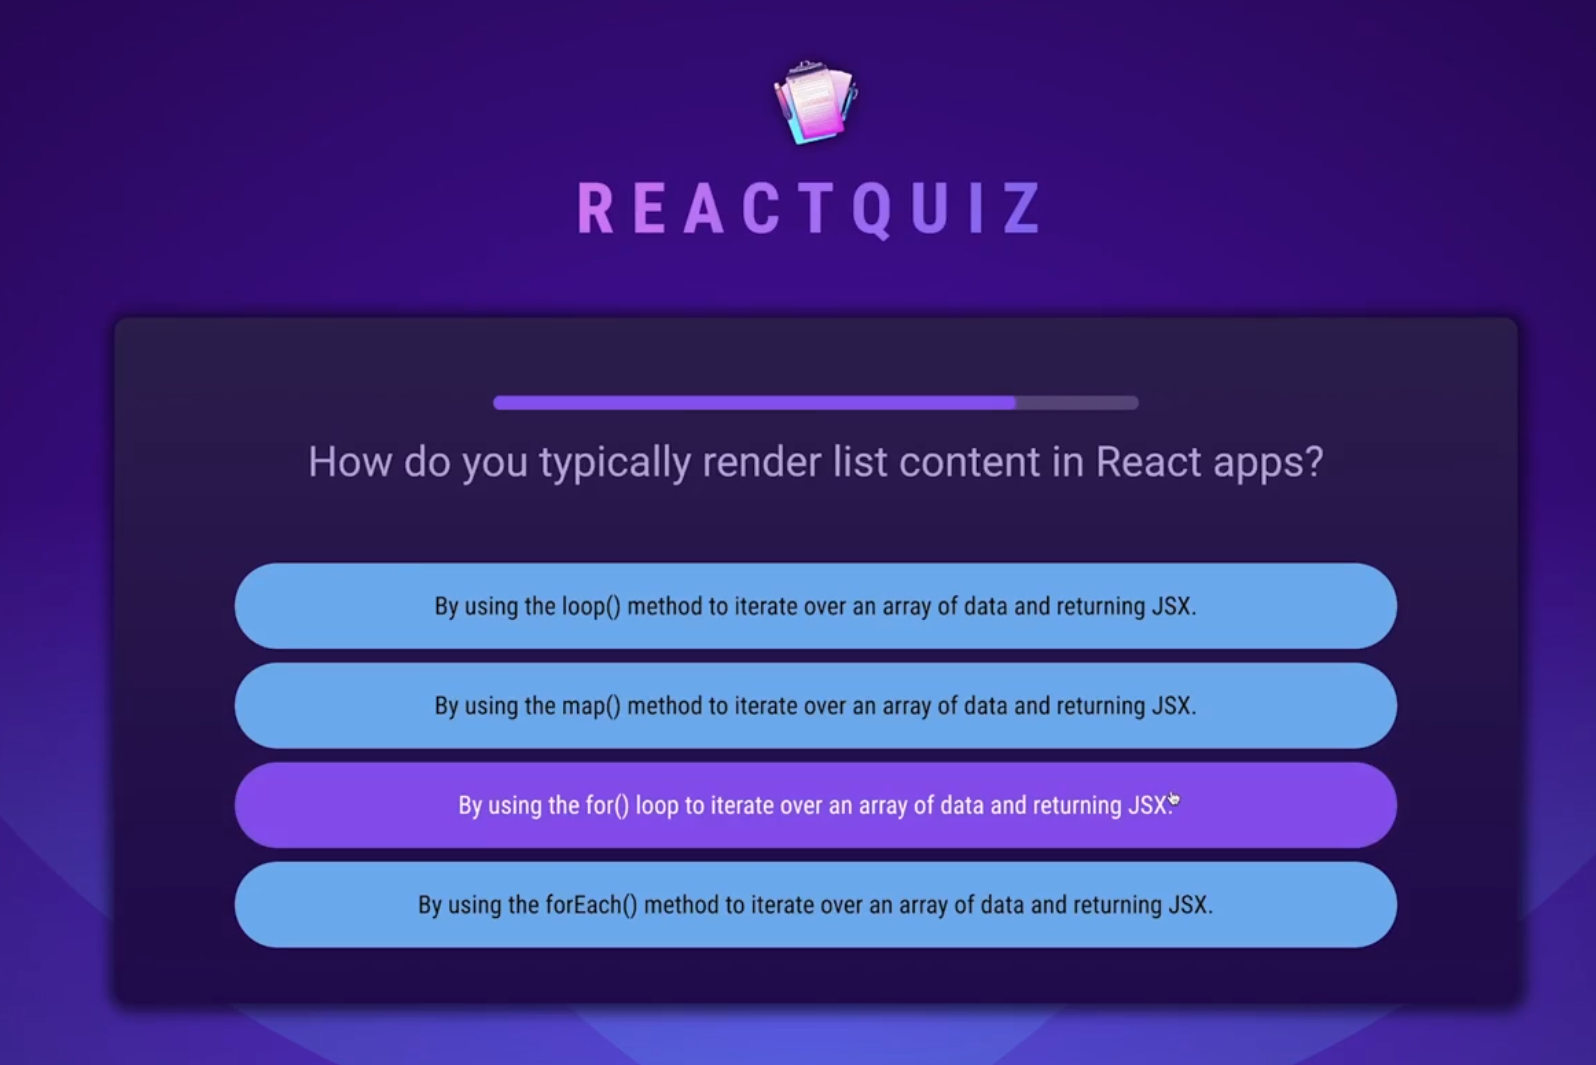 REACTQUIZ
How do you typically render list content in React apps?
By using the loop() method to iterate over an array of data and returning JSX.
By using the map() method to iterate over an array of data and returning JSX.
By using the for() loop to iterate over an array of data and returning JSX.
By using the forEach() method to iterate over an array of data and returning JSX.